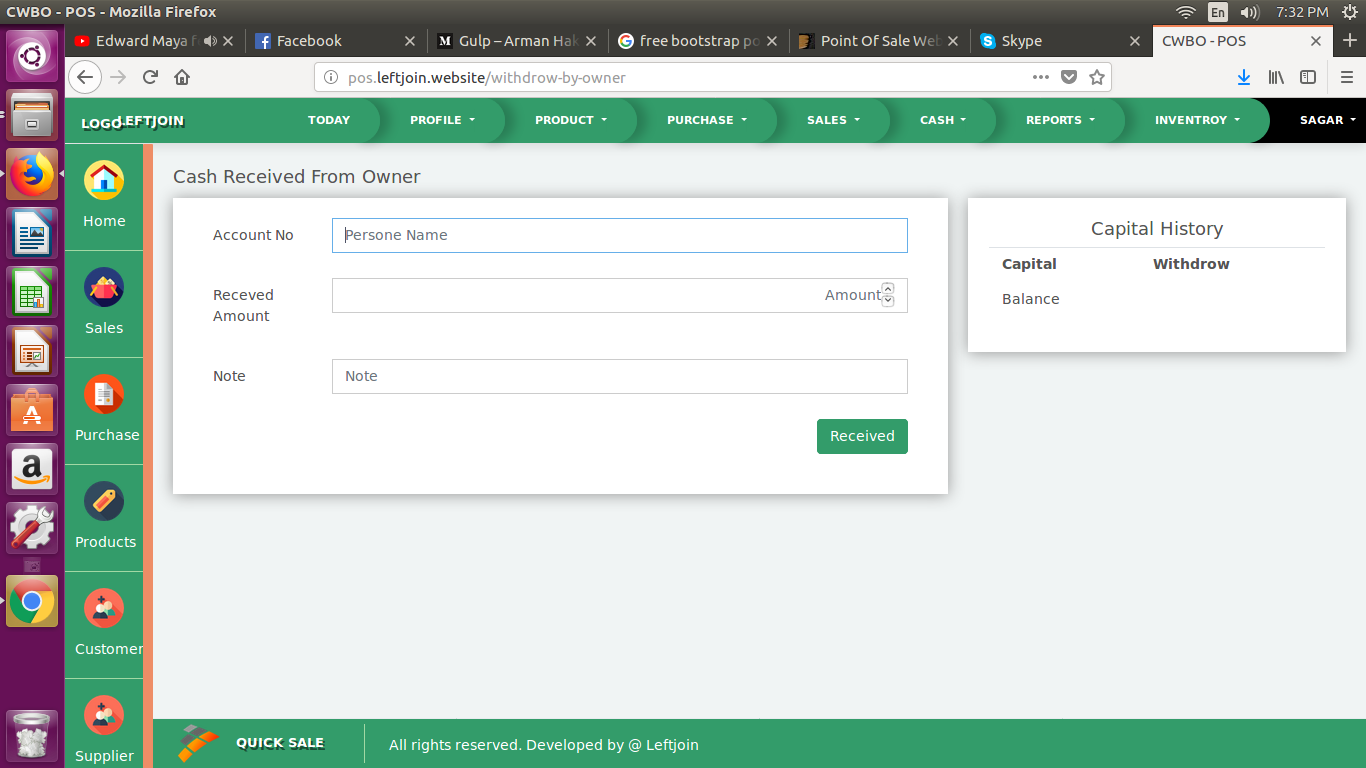 CWBO - POS - Mozilla Firefox
En
7:32 PM
Edward Maya f
Facebook
Gulp – Arman Hak
free bootstrap po
Point Of Sale Web
Skype
CWBO - POS
pos.leftjoin.website/withdrow-by-owner
LOGO LEFTJOIN
TODAY
PROFILE
PRODUCT
PURCHASE
SALES
CASH
REPORTS
INVENTROY
SAGAR
Home
Sales
Purchase
Products
Customer
Supplier
Cash Received From Owner
Account No
Persone Name
Receved
Amount
Amount
Note
Note
Received
Capital History
Capital
Withdrow
Balance
QUICK SALE
All rights reserved. Developed by @ Leftjoin